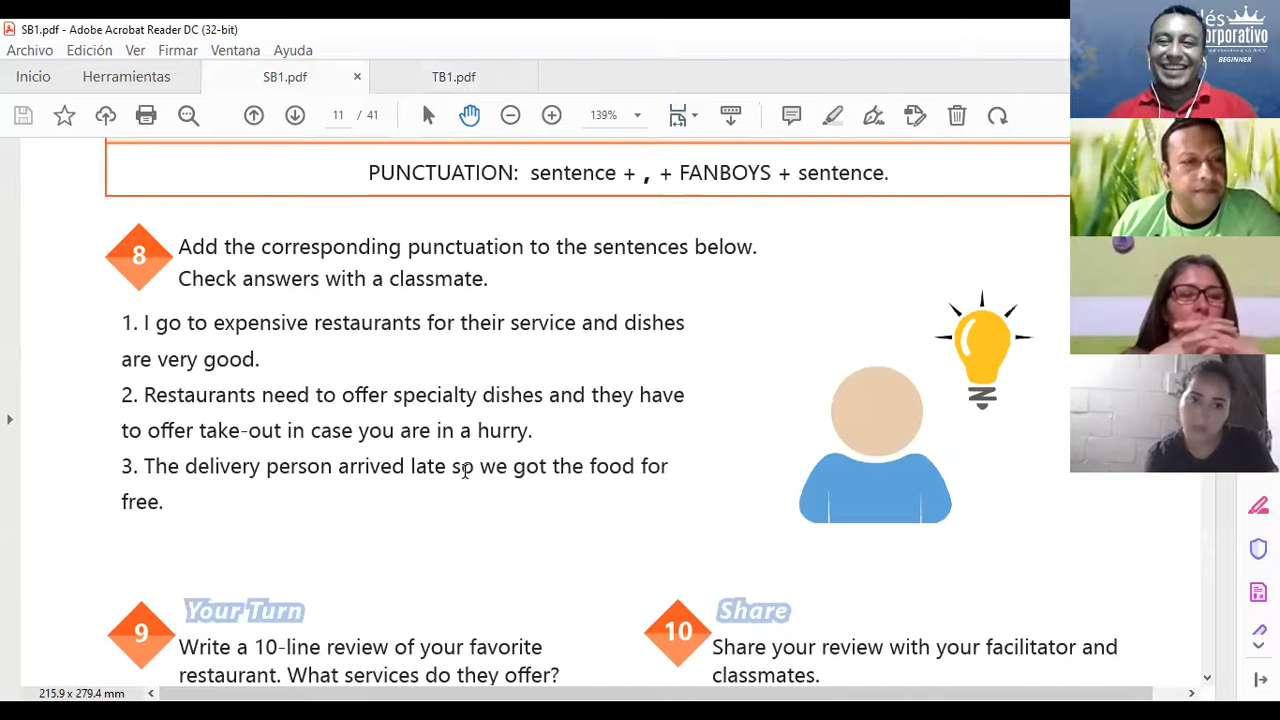 SB1.pdf - Adobe Acrobat Reader DC (32-bit)
Archivo Edición Ver Firmar Ventana Ayuda
Inicio Herramientas SB1.pdf × TB1.pdf
11 / 41 139%
PUNCTUATION: sentence + , + FANBOYS + sentence.
8 Add the corresponding punctuation to the sentences below.
Check answers with a classmate.
1. I go to expensive restaurants for their service and dishes
are very good.
2. Restaurants need to offer specialty dishes and they have
to offer take-out in case you are in a hurry.
3. The delivery person arrived late so we got the food for
free.
9 Your Turn
Write a 10-line review of your favorite
restaurant. What services do they offer?
10 Share
Share your review with your facilitator and
classmates.
215.9 x 279.4 mm
és
orporativo
BEGINNER